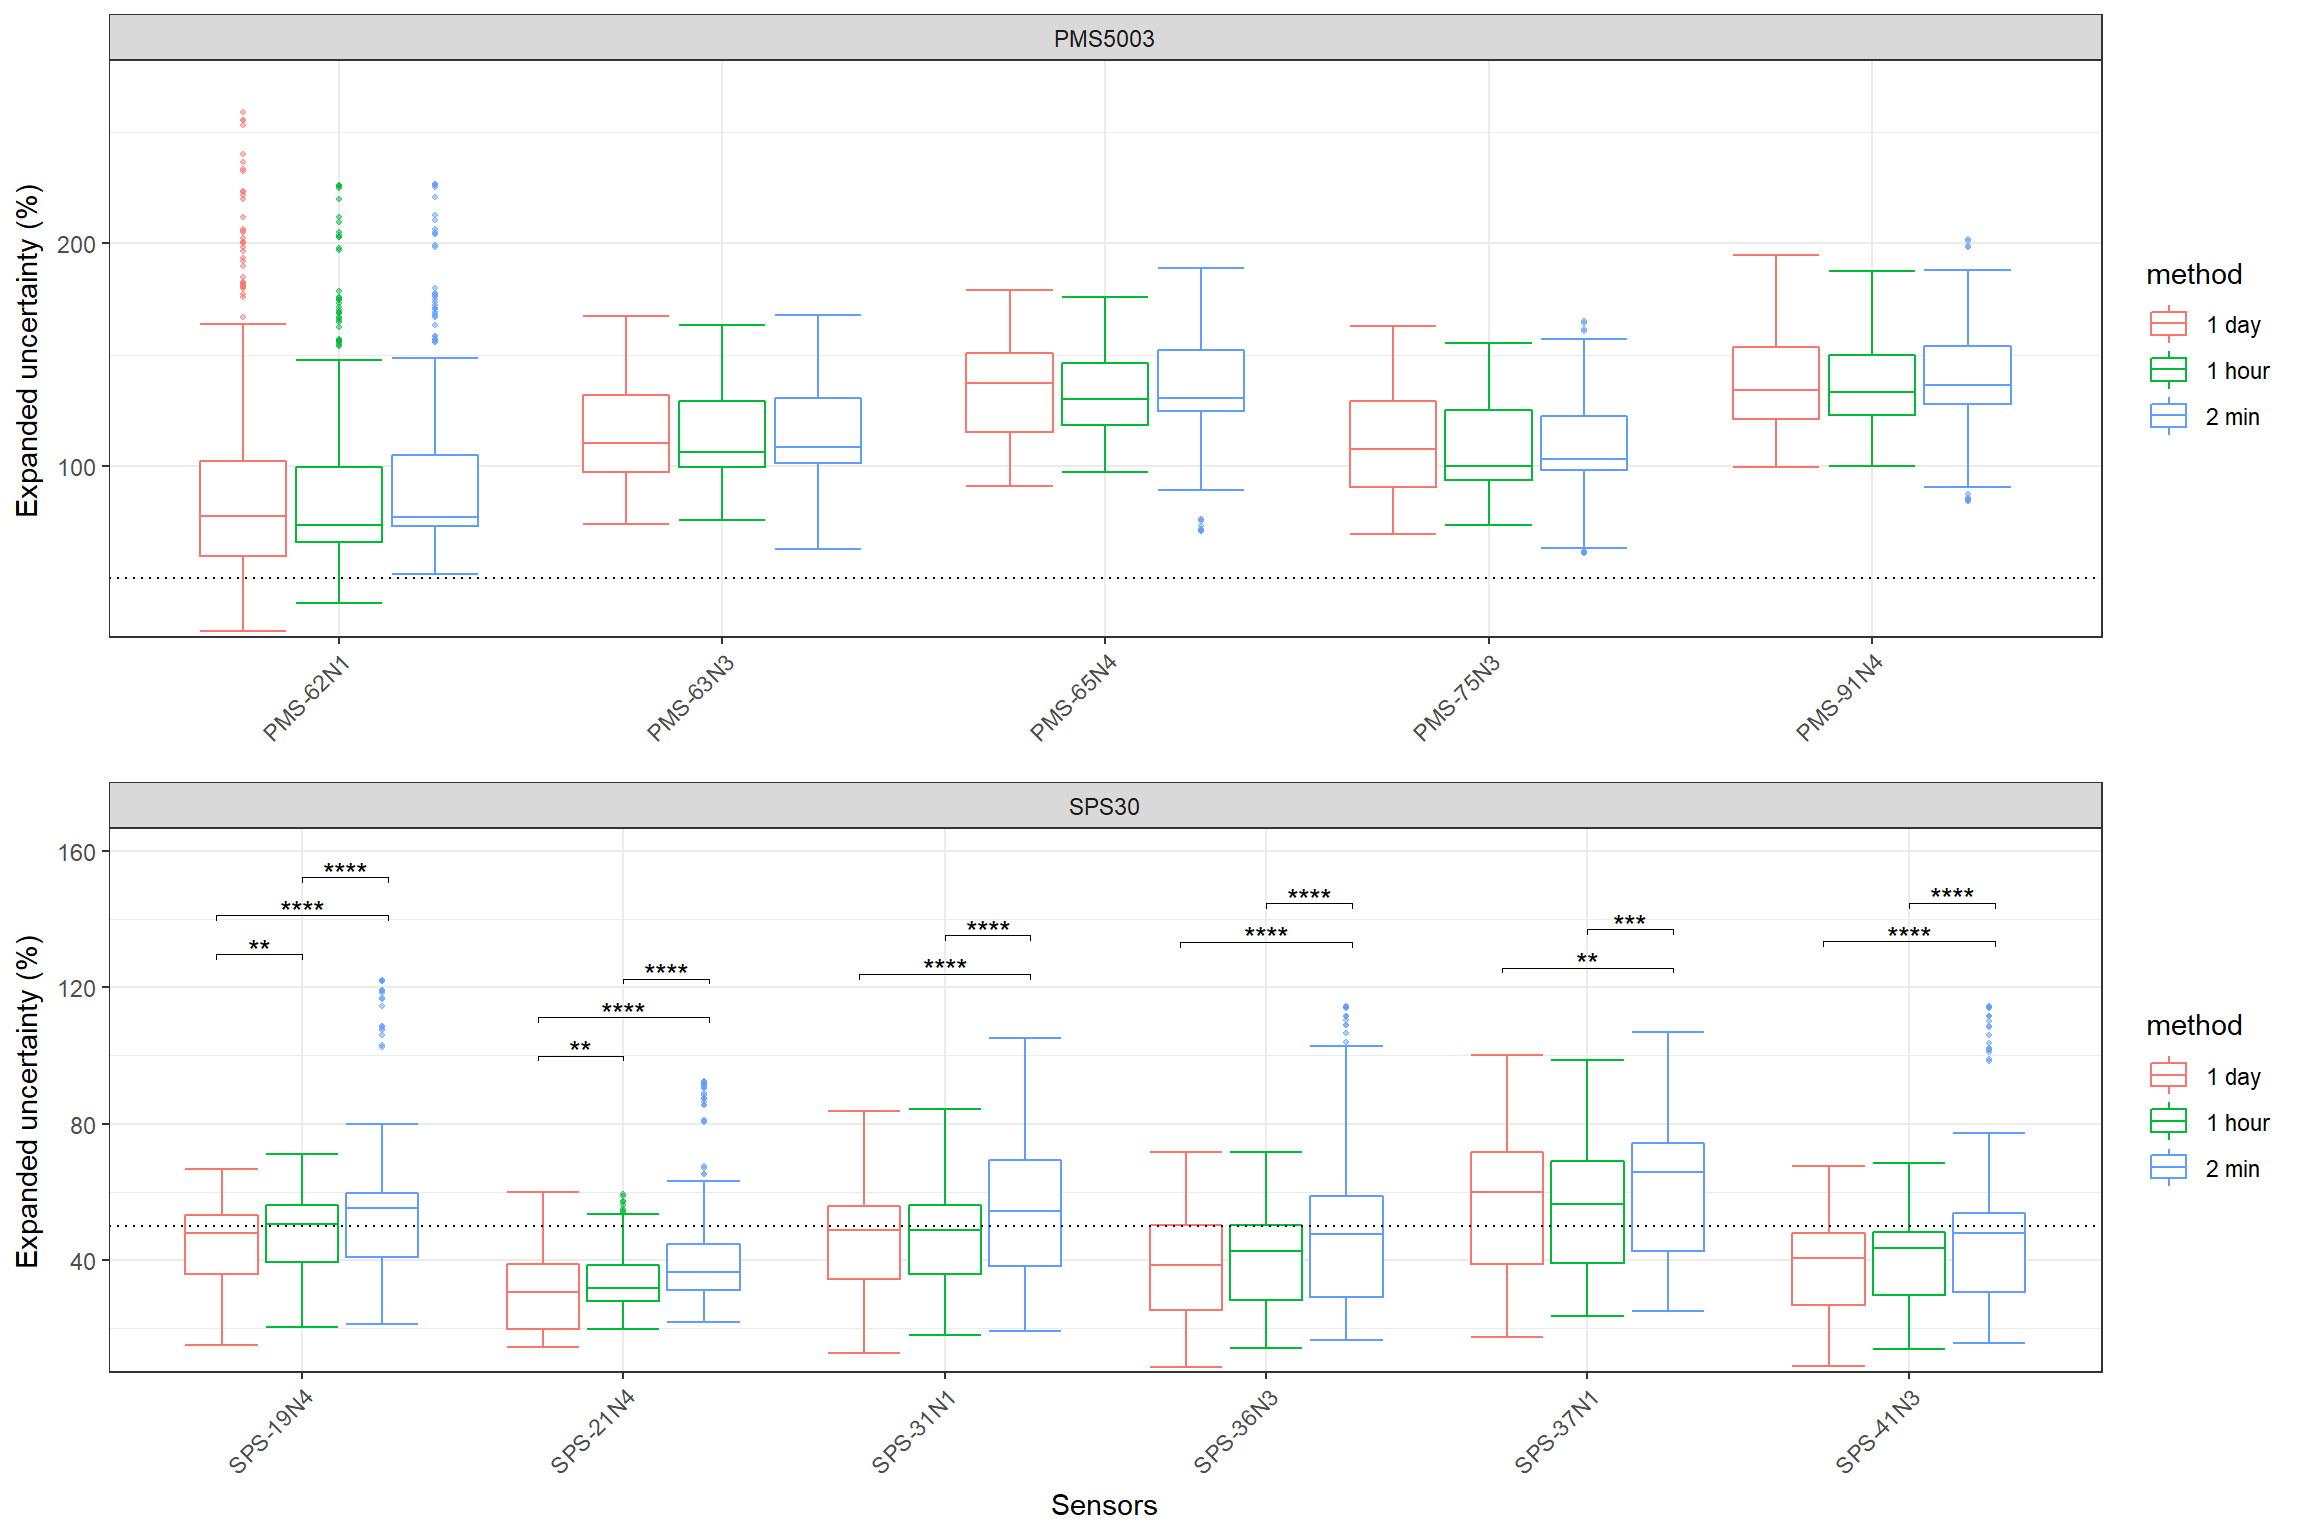 PMS5003
Expanded uncertainty (%)
200
100
PMS-62N1
PMS-63N3
PMS-65N4
PMS-75N3
PMS-91N4
method
1 day
1 hour
2 min
SPS30
Expanded uncertainty (%)
160
120
80
40
****
****
**
****
****
**
****
****
****
****
***
**
****
****
SPS-19N4
SPS-21N4
SPS-31N1
SPS-36N3
SPS-37N1
SPS-41N3
Sensors
method
1 day
1 hour
2 min